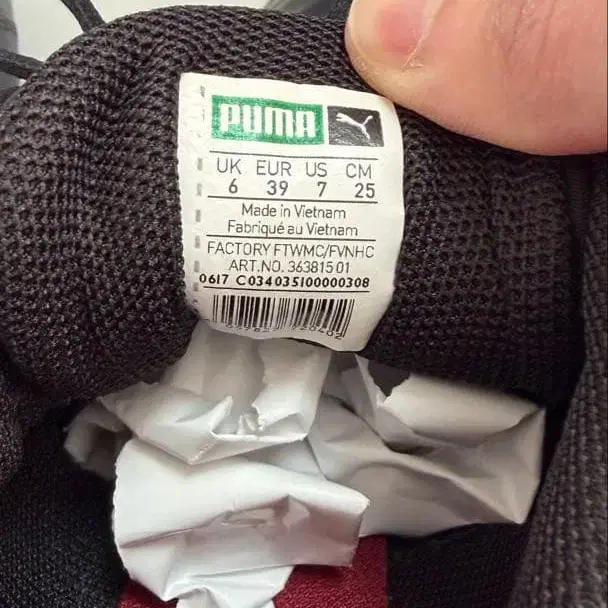 PUMA
UK EUR US CM
6 39 7 25
Made in Vietnam
Fabriqué au Vietnam
FACTORY FTWMC/FVNHC
ART.NO. 363815 01
0617 C034035100000308